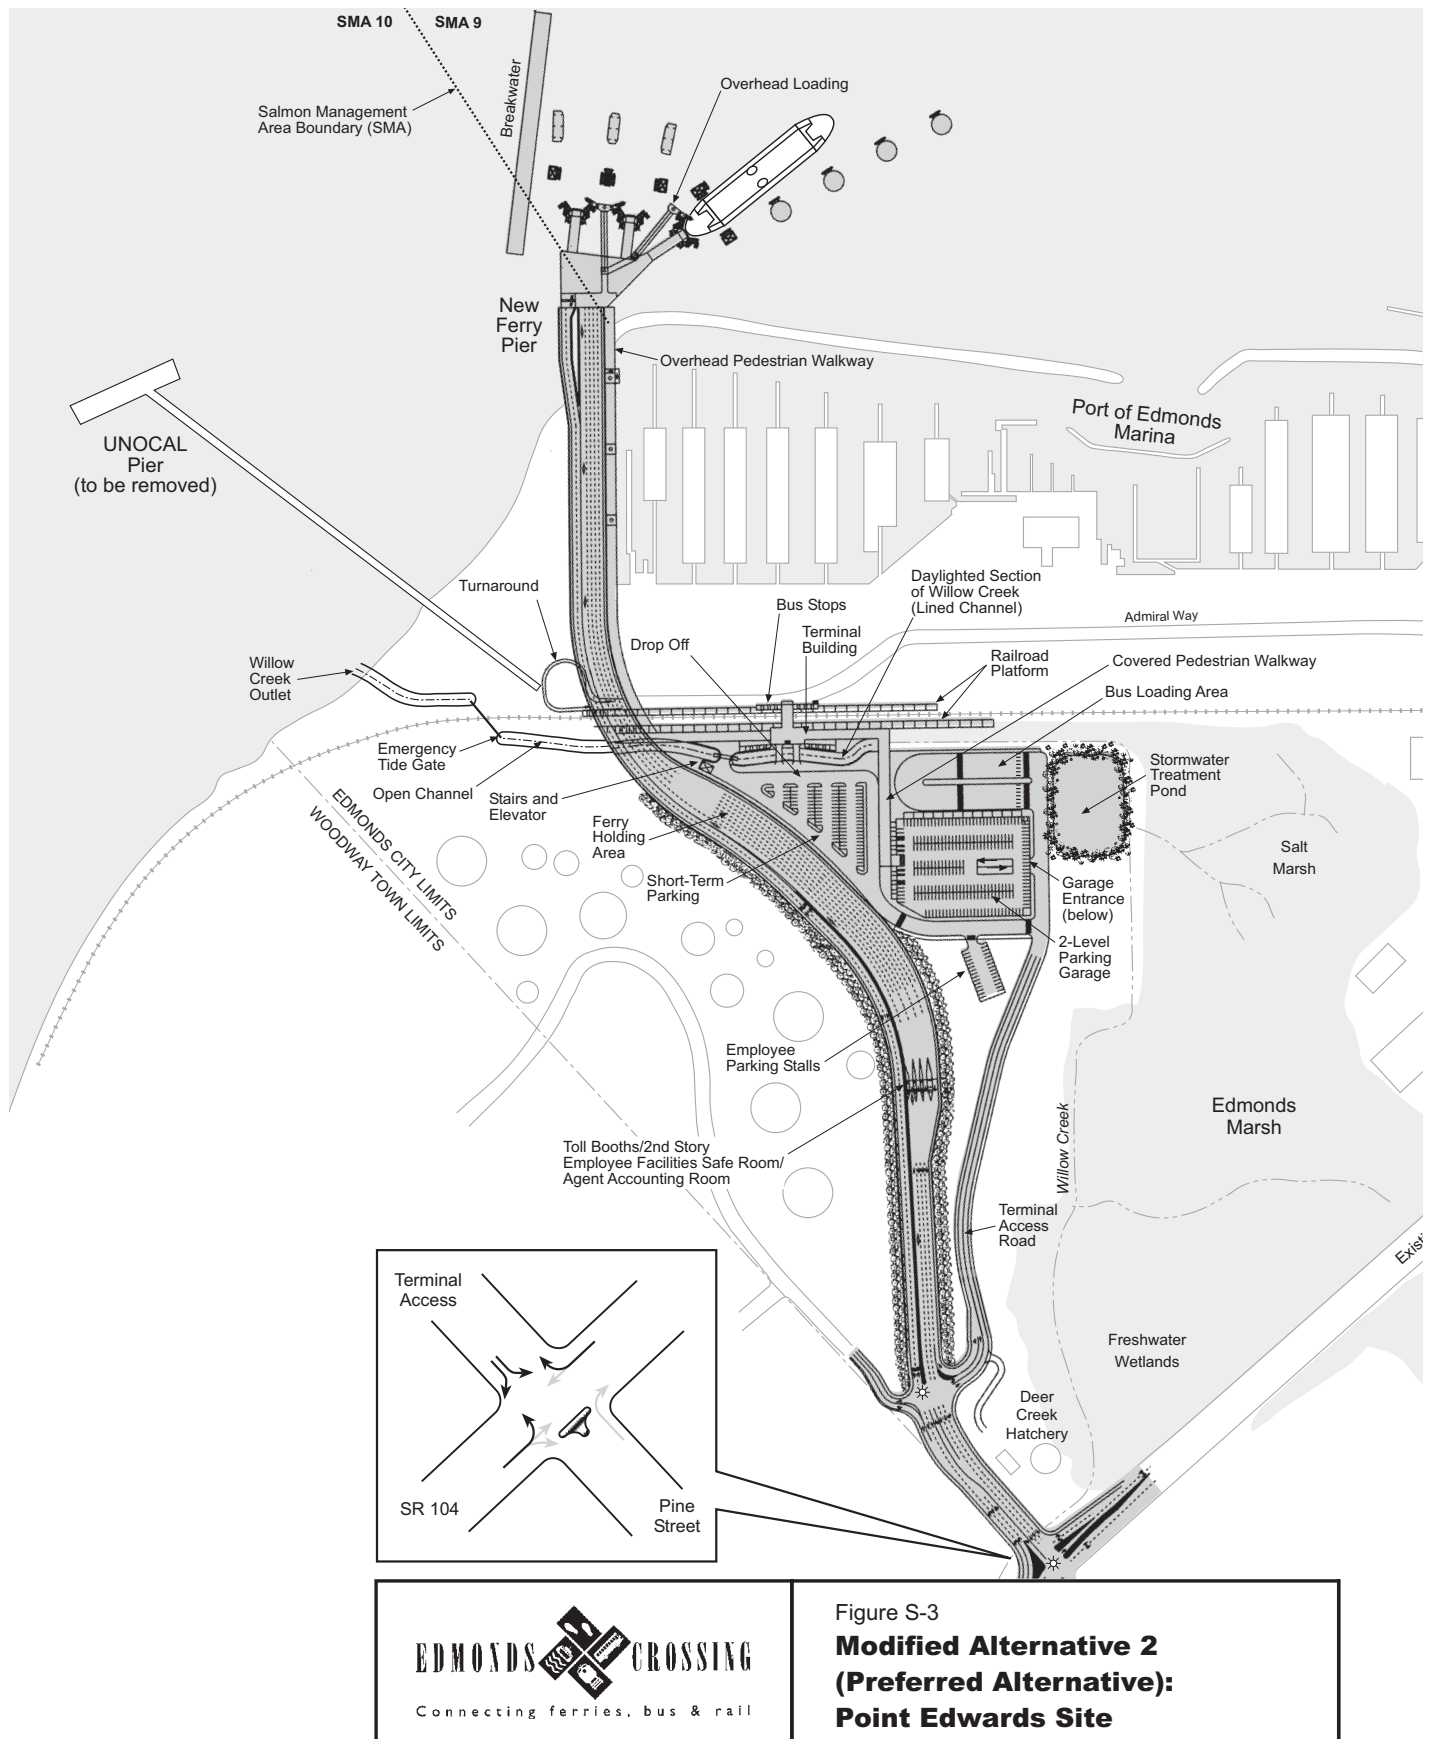 SMA 10
SMA 9
Breakwater
Overhead Loading
Salmon Management
Area Boundary (SMA)
New
Ferry
Pier
Overhead Pedestrian Walkway
Port of Edmonds
Marina
UNOCAL
Pier
(to be removed)
Turnaround
Daylighted Section
of Willow Creek
(Lined Channel)
Bus Stops
Terminal
Building
Admiral Way
Drop Off
Railroad
Platform
Covered Pedestrian Walkway
Bus Loading Area
Willow
Creek
Outlet
Emergency
Tide Gate
Open Channel
Stairs and
Elevator
Stormwater
Treatment
Pond
EDMONDS CITY LIMITS
WOODWAY TOWN LIMITS
Ferry
Holding
Area
Short-Term
Parking
Salt
Marsh
Garage
Entrance
(below)
2-Level
Parking
Garage
Employee
Parking Stalls
Edmonds
Marsh
Willow Creek
Toll Booths/2nd Story
Employee Facilities Safe Room/
Agent Accounting Room
Terminal
Access
Road
Freshwater
Wetlands
Deer
Creek
Hatchery
Terminal
Access
SR 104
Pine
Street
EDMONDS CROSSING
Connecting ferries, bus & rail
Figure S-3
Modified Alternative 2
(Preferred Alternative):
Point Edwards Site